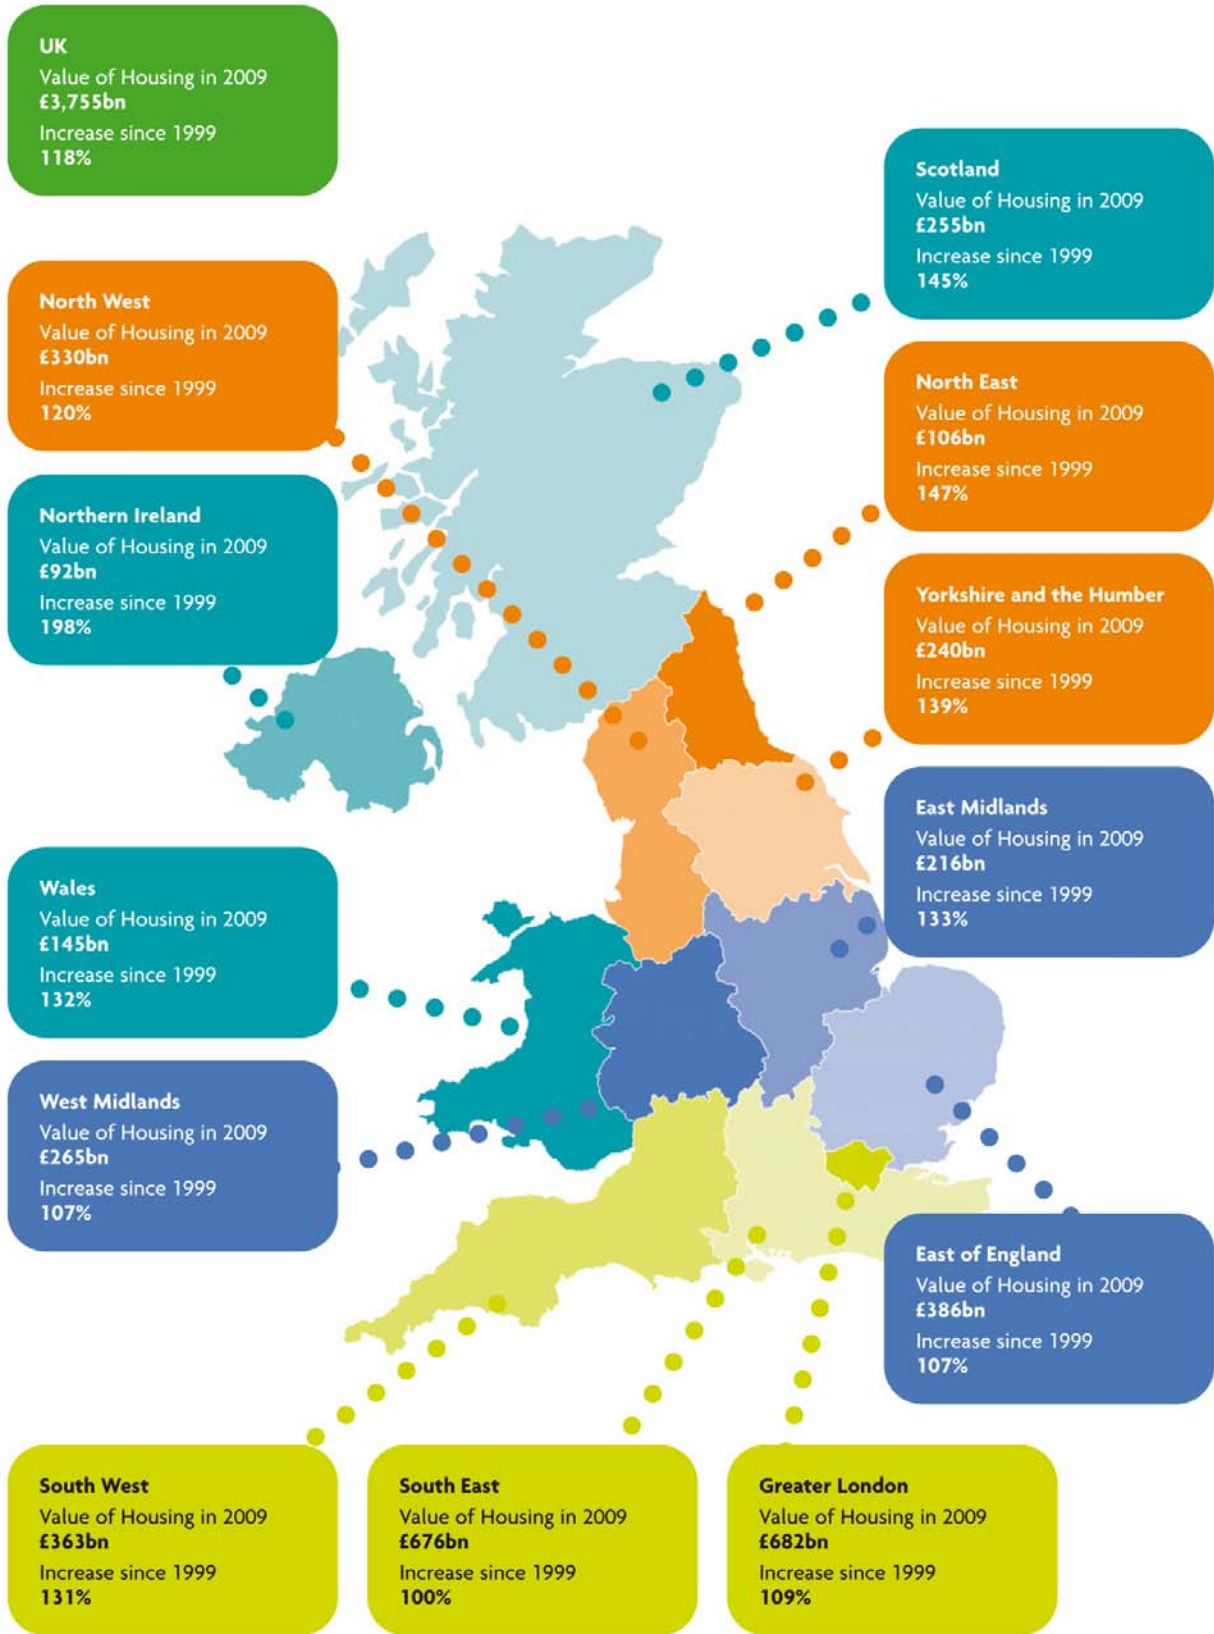 UK
Value of Housing in 2009
£3,755bn
Increase since 1999
118%
Scotland
Value of Housing in 2009
£255bn
Increase since 1999
145%
North West
Value of Housing in 2009
£330bn
Increase since 1999
120%
North East
Value of Housing in 2009
£106bn
Increase since 1999
147%
Northern Ireland
Value of Housing in 2009
£92bn
Increase since 1999
198%
Yorkshire and the Humber
Value of Housing in 2009
£240bn
Increase since 1999
139%
East Midlands
Value of Housing in 2009
£216bn
Increase since 1999
133%
Wales
Value of Housing in 2009
£145bn
Increase since 1999
132%
West Midlands
Value of Housing in 2009
£265bn
Increase since 1999
107%
East of England
Value of Housing in 2009
£386bn
Increase since 1999
107%
South West
Value of Housing in 2009
£363bn
Increase since 1999
131%
South East
Value of Housing in 2009
£676bn
Increase since 1999
100%
Greater London
Value of Housing in 2009
£682bn
Increase since 1999
109%